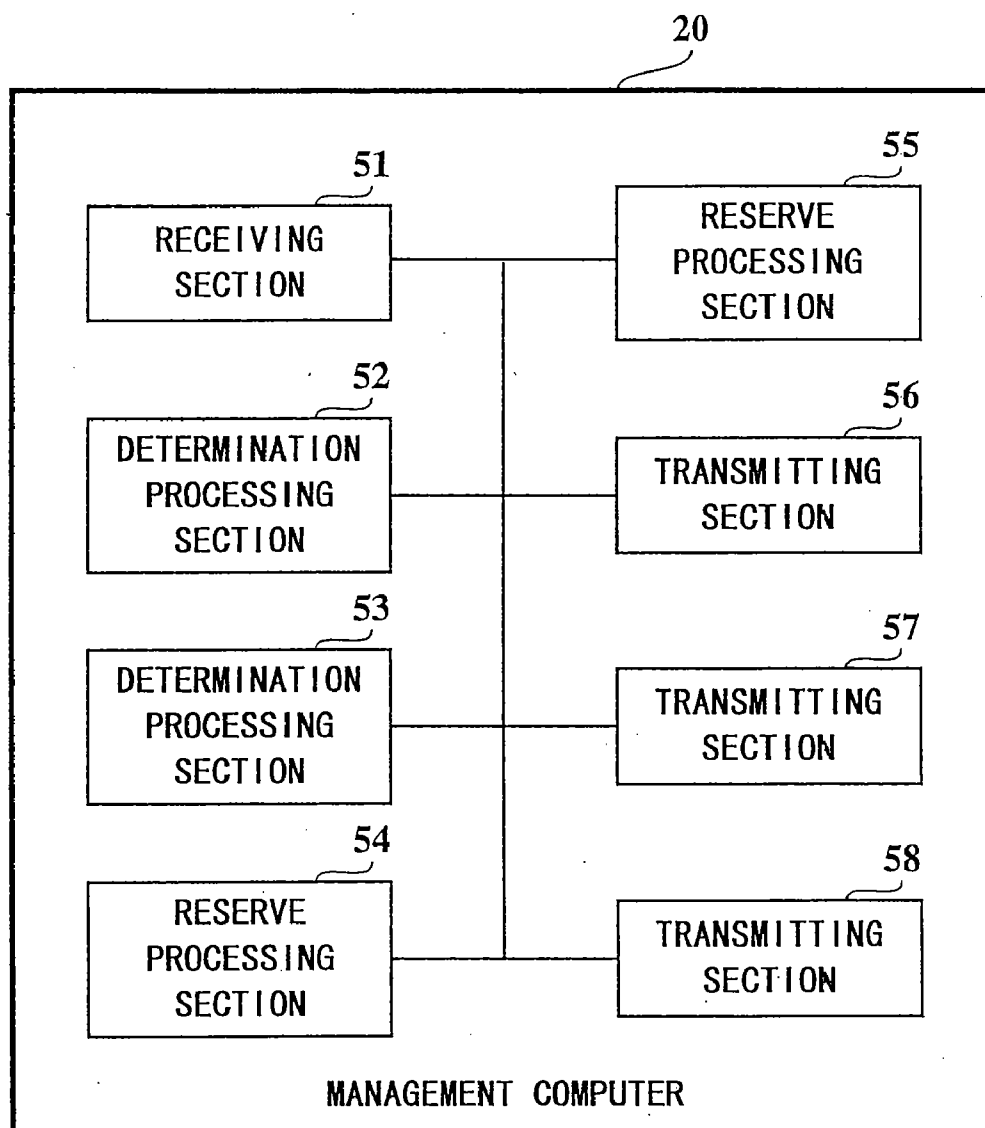 20
51
RECEIVING
SECTION
55
RESERVE
PROCESSING
SECTION
52
DETERMINATION
PROCESSING
SECTION
56
TRANSMITTING
SECTION
53
DETERMINATION
PROCESSING
SECTION
57
TRANSMITTING
SECTION
54
RESERVE
PROCESSING
SECTION
58
TRANSMITTING
SECTION
MANAGEMENT COMPUTER